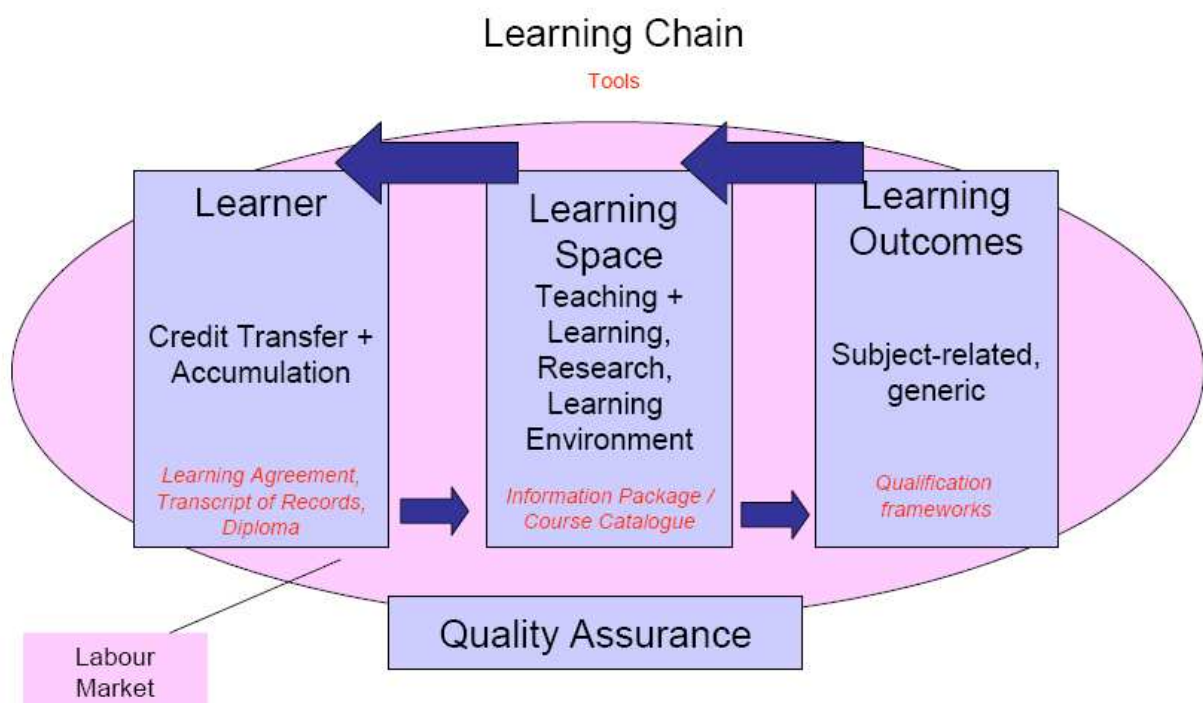 Learning Chain
Tools
Learner
Credit Transfer +
Accumulation
Learning Agreement,
Transcript of Records,
Diploma
Learning
Space
Teaching +
Learning,
Research,
Learning
Environment
Information Package /
Course Catalogue
Learning
Outcomes
Subject-related,
generic
Qualification
frameworks
Quality Assurance
Labour
Market